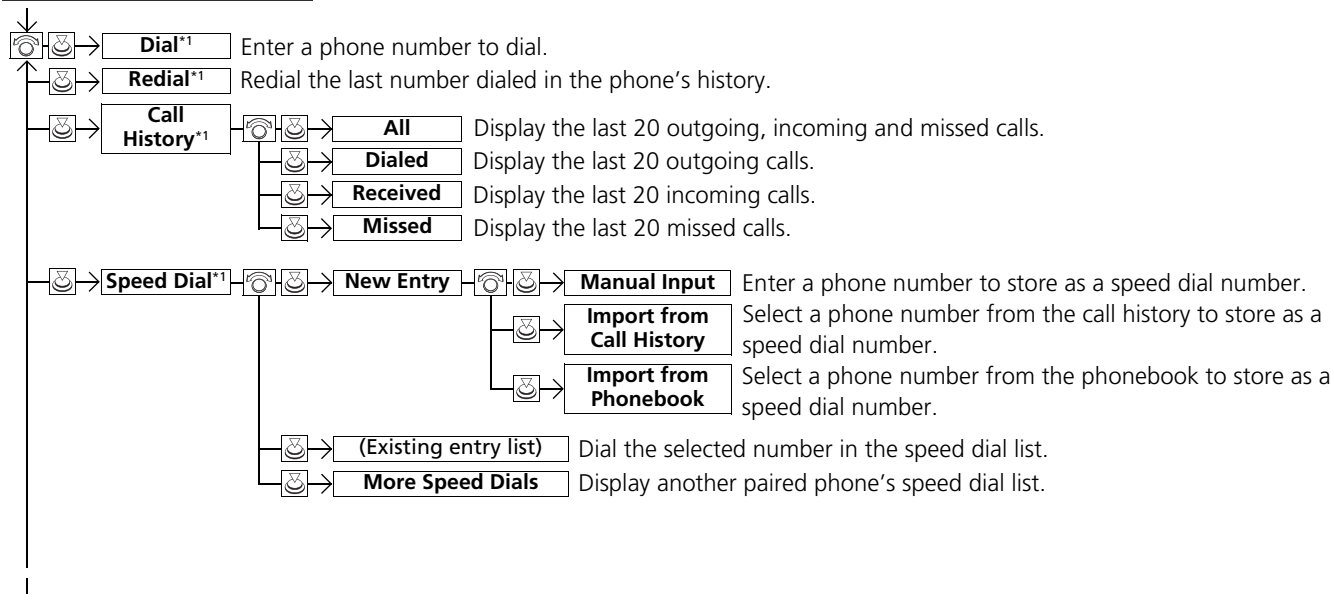 Dial*1 Enter a phone number to dial.
Redial*1 Redial the last number dialed in the phone's history.
Call
History*1
All Display the last 20 outgoing, incoming and missed calls.
Dialed Display the last 20 outgoing calls.
Received Display the last 20 incoming calls.
Missed Display the last 20 missed calls.
Speed Dial*1 New Entry Manual Input Enter a phone number to store as a speed dial number.
Import from
Call History
Select a phone number from the call history to store as a
speed dial number.
Import from
Phonebook
Select a phone number from the phonebook to store as a
speed dial number.
(Existing entry list) Dial the selected number in the speed dial list.
More Speed Dials Display another paired phone's speed dial list.